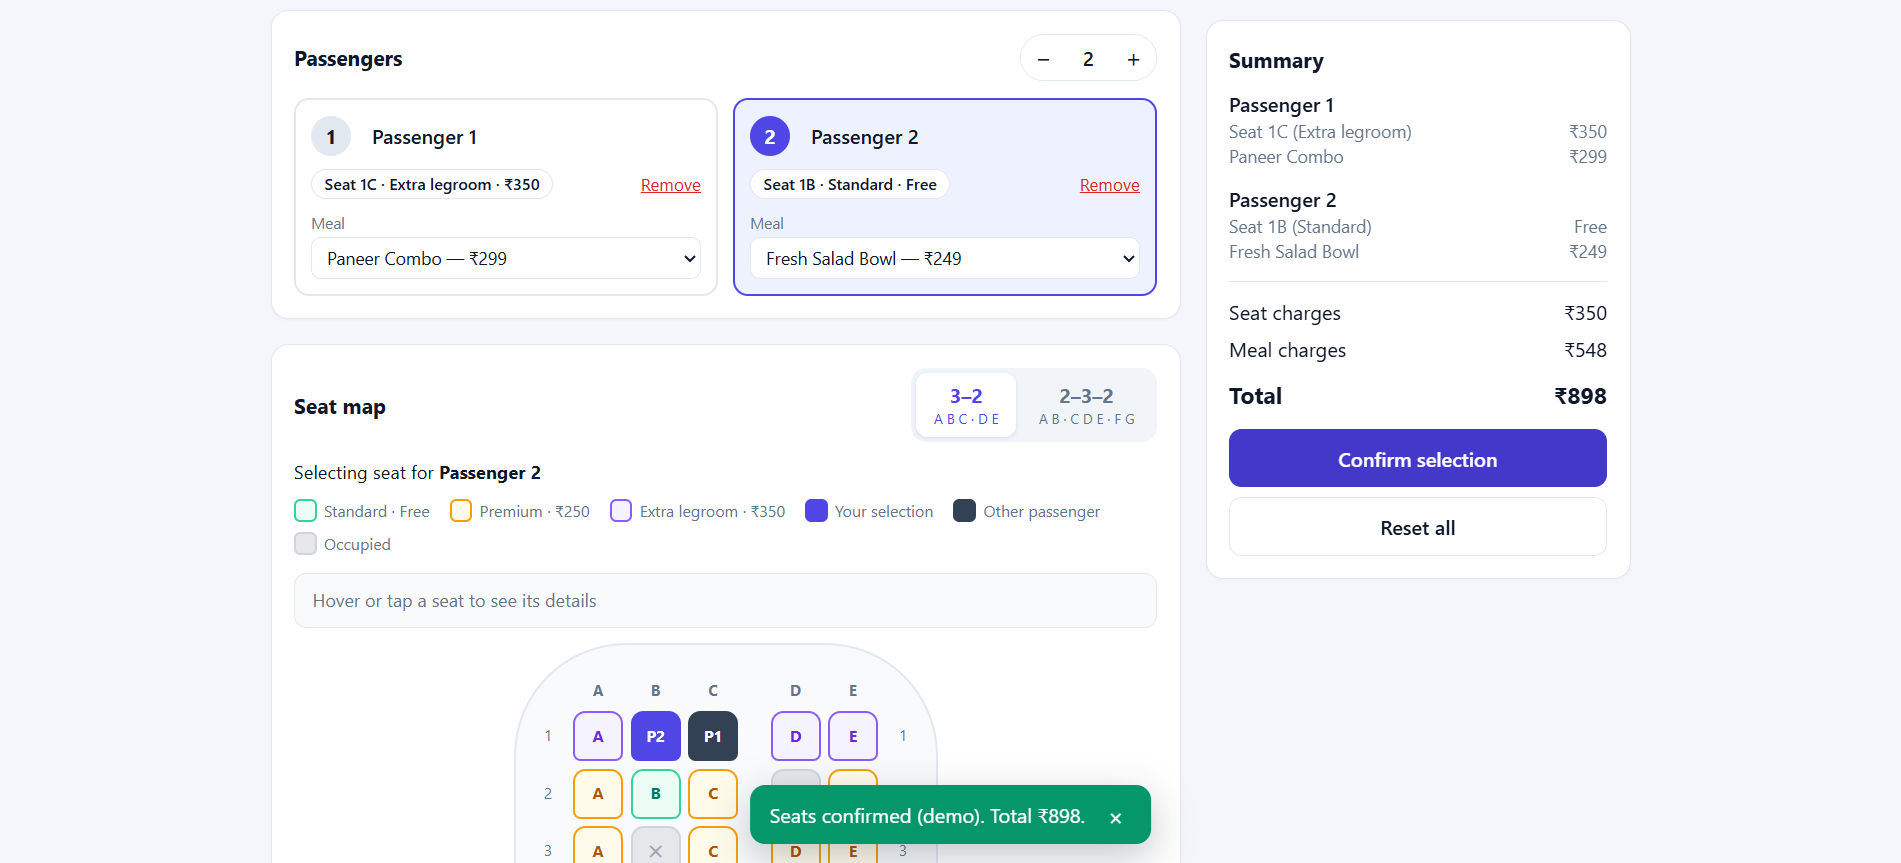 Passengers
− 2 +
1 Passenger 1
Seat 1C · Extra legroom · ₹350 Remove
Meal
Paneer Combo — ₹299
2 Passenger 2
Seat 1B · Standard · Free Remove
Meal
Fresh Salad Bowl — ₹249
Seat map
3–2
A B C · D E
2–3–2
A B · C D E · F G
Selecting seat for Passenger 2
Standard · Free Premium · ₹250 Extra legroom · ₹350 Your selection Other passenger
Occupied
Hover or tap a seat to see its details
A B C D E
1 A P2 P1 D E 1
2 A B C
3 A × C D E 3
Seats confirmed (demo). Total ₹898. ×
Summary
Passenger 1
Seat 1C (Extra legroom) ₹350
Paneer Combo ₹299
Passenger 2
Seat 1B (Standard) Free
Fresh Salad Bowl ₹249
Seat charges ₹350
Meal charges ₹548
Total ₹898
Confirm selection
Reset all